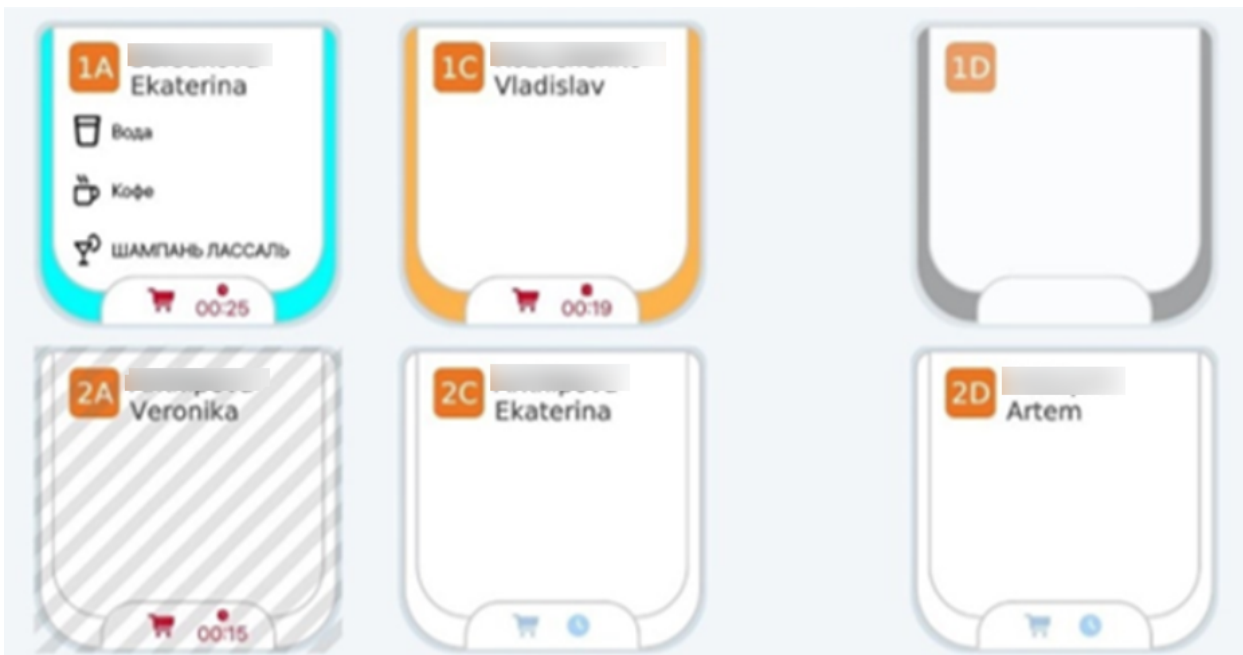 1A
Ekaterina
Вода
Кофе
ШАМПАНЬ ЛАССАЛЬ
00:25
1C
Vladislav
00:19
1D
2A
Veronika
00:15
2C
Ekaterina
2D
Artem